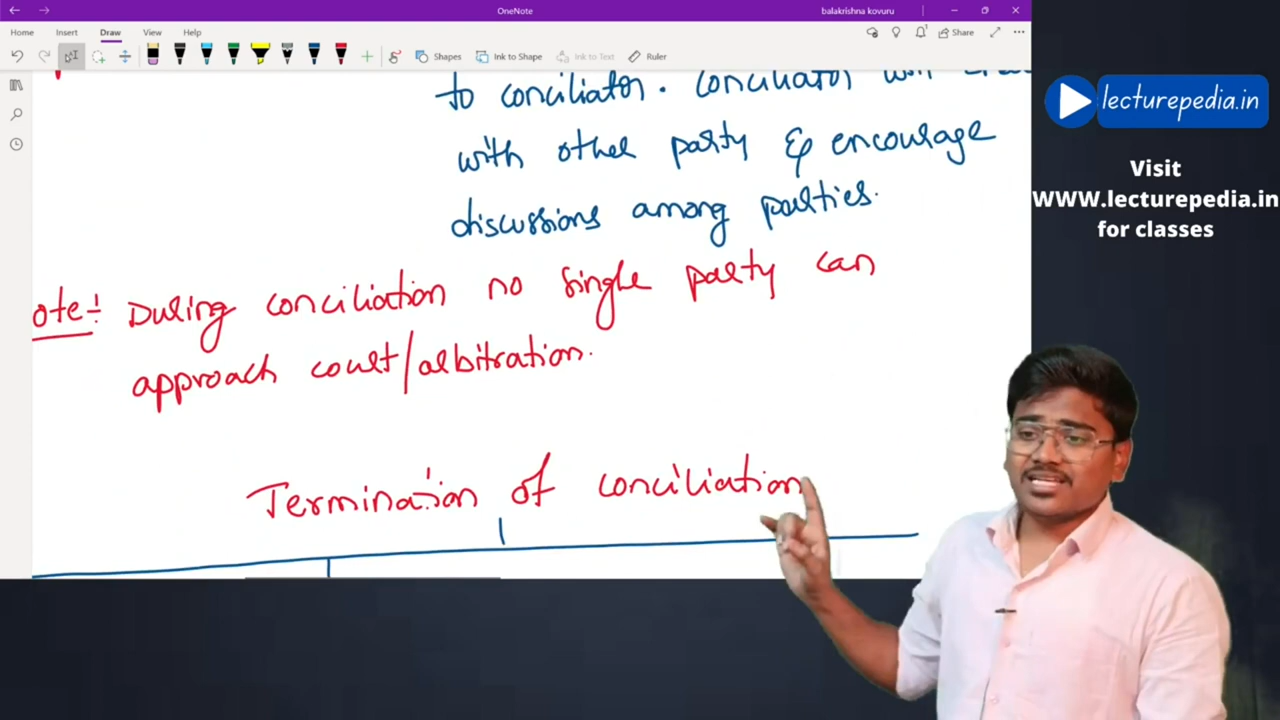 OneNote
balakrishna kovuru
Home
Insert
Draw
View
Help
Share
Shapes
Ink to Shape
Ink to Text
Ruler
to conciliator. conciliator will
with other party & encourage
discussions among parties.
ote:- During conciliation no single party can
approach court/arbitration.
Termination of conciliation
lecturepedia.in
Visit
WWW.lecturepedia.in
for classes